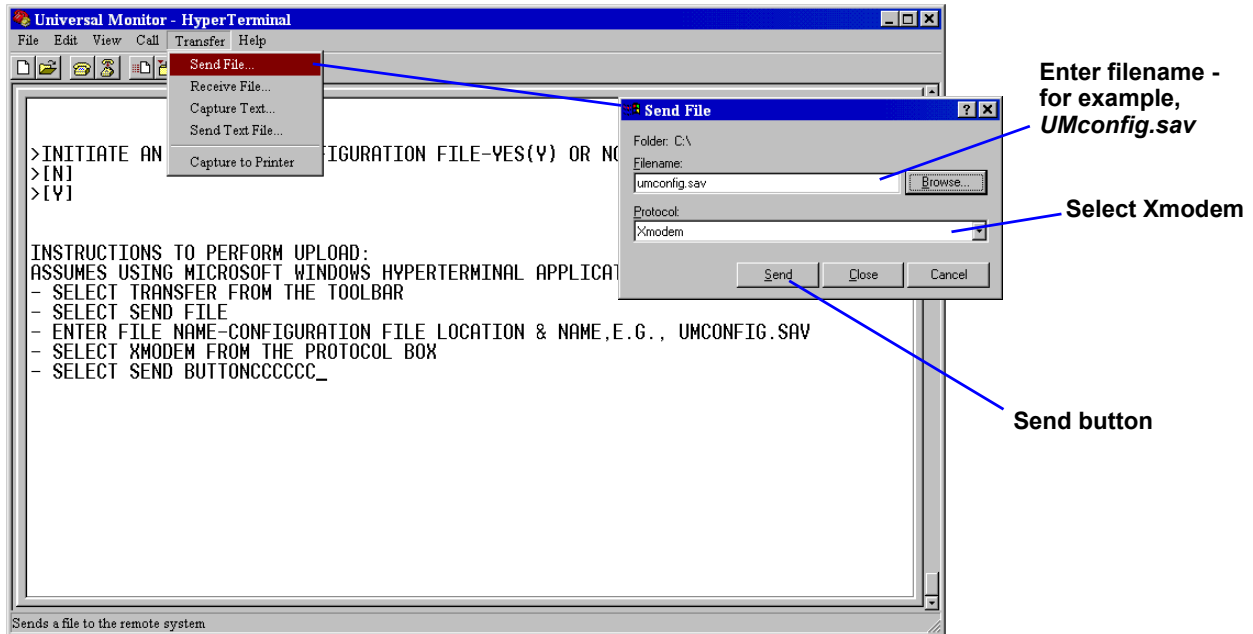 Universal Monitor - HyperTerminal
File Edit View Call Transfer Help
Send File...
Receive File...
Capture Text...
Send Text File...
Capture to Printer
>INITIATE AN IGURATION FILE-YES(Y) OR NO
>[N]
>[Y]
INSTRUCTIONS TO PERFORM UPLOAD:
ASSUMES USING MICROSOFT WINDOWS HYPERTERMINAL APPLICAT
- SELECT TRANSFER FROM THE TOOLBAR
- SELECT SEND FILE
- ENTER FILE NAME-CONFIGURATION FILE LOCATION & NAME,E.G., UMCONFIG.SAV
- SELECT XMODEM FROM THE PROTOCOL BOX
- SELECT SEND BUTTONCCCCCC_
Sends a file to the remote system
Send File
Folder: C:\
Filename:
umconfig.sav
Browse...
Protocol:
Xmodem
Send Close Cancel
Enter filename -
for example,
UMconfig.sav
Select Xmodem
Send button